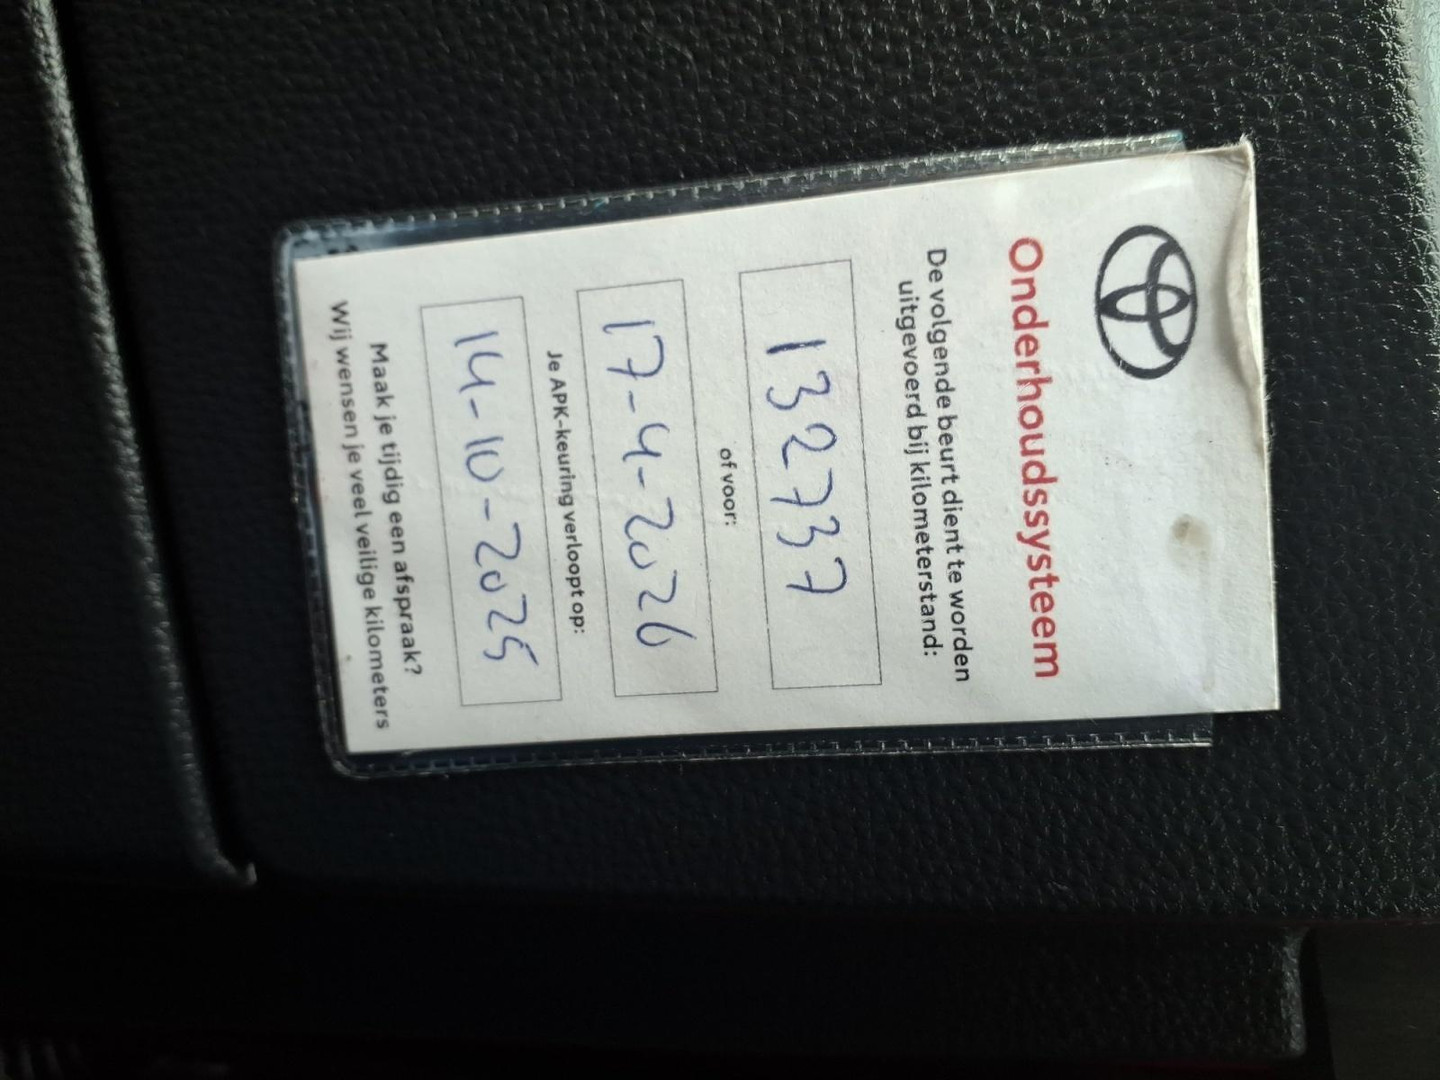 Onderhoudssysteem
De volgende beurt dient te worden
uitgevoerd bij kilometerstand:
132737
of voor:
17-4-2026
Je APK-keuring verloopt op:
14-10-2025
Maak je tijdig een afspraak?
Wij wensen je veel veilige kilometers